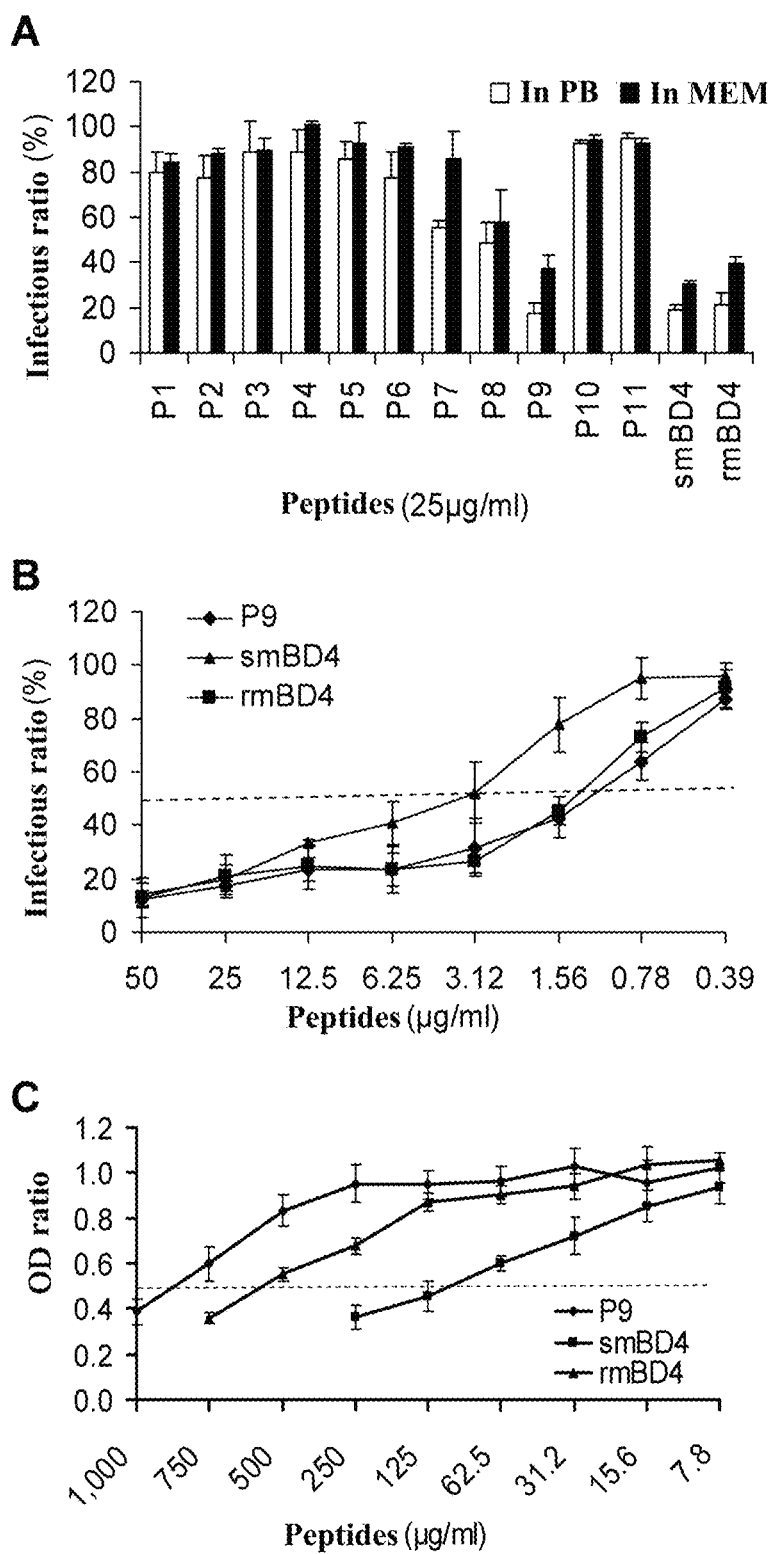 A
120
100
80
60
40
20
0
Infectious ratio (%)
In PB
In MEM
P1
P2
P3
P4
P5
P6
P7
P8
P9
P10
P11
smBD4
rmBD4
Peptides (25µg/ml)
B
120
100
80
60
40
20
0
Infectious ratio (%)
P9
smBD4
rmBD4
50 25 12.5 6.25 3.12 1.56 0.78 0.39
Peptides (µg/ml)
C
1.2
1.0
0.8
0.6
0.4
0.2
0.0
OD ratio
P9
smBD4
rmBD4
1,000 750 500 250 125 62.5 31.2 15.6 7.8
Peptides (µg/ml)